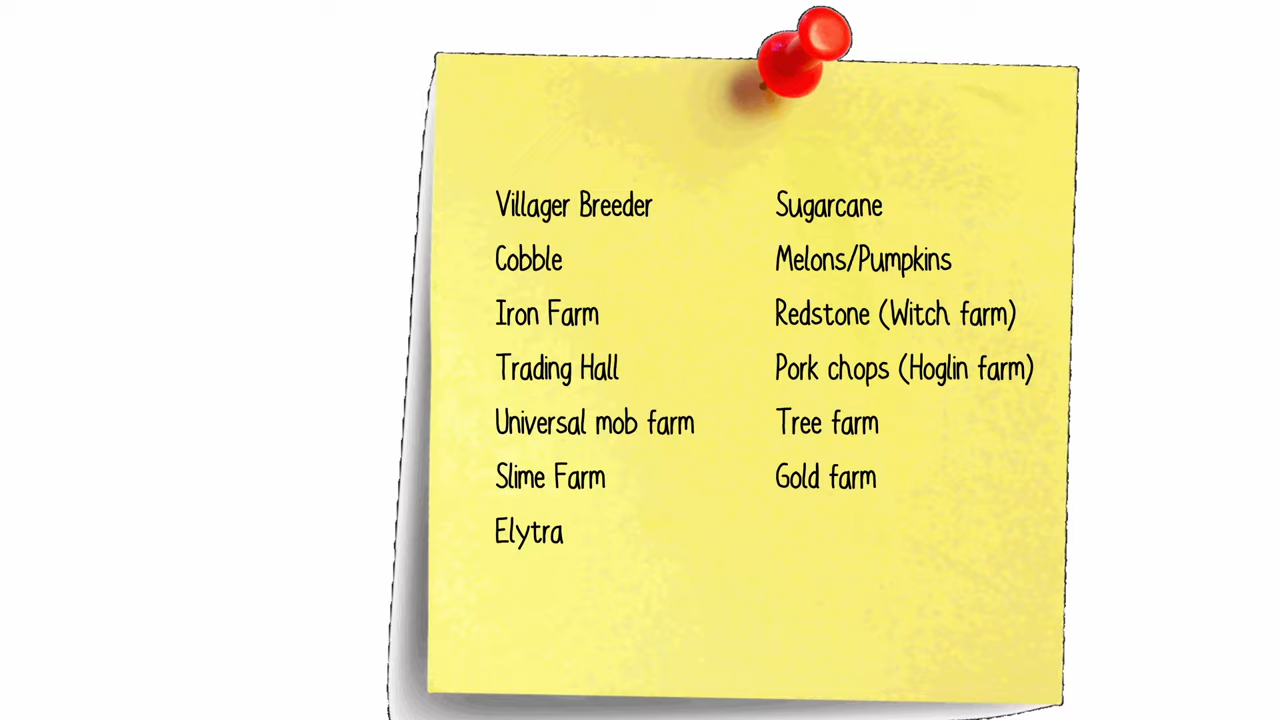 Villager Breeder
Cobble
Iron Farm
Trading Hall
Universal mob farm
Slime Farm
Elytra
Sugarcane
Melons/Pumpkins
Redstone (Witch farm)
Pork chops (Hoglin farm)
Tree farm
Gold farm